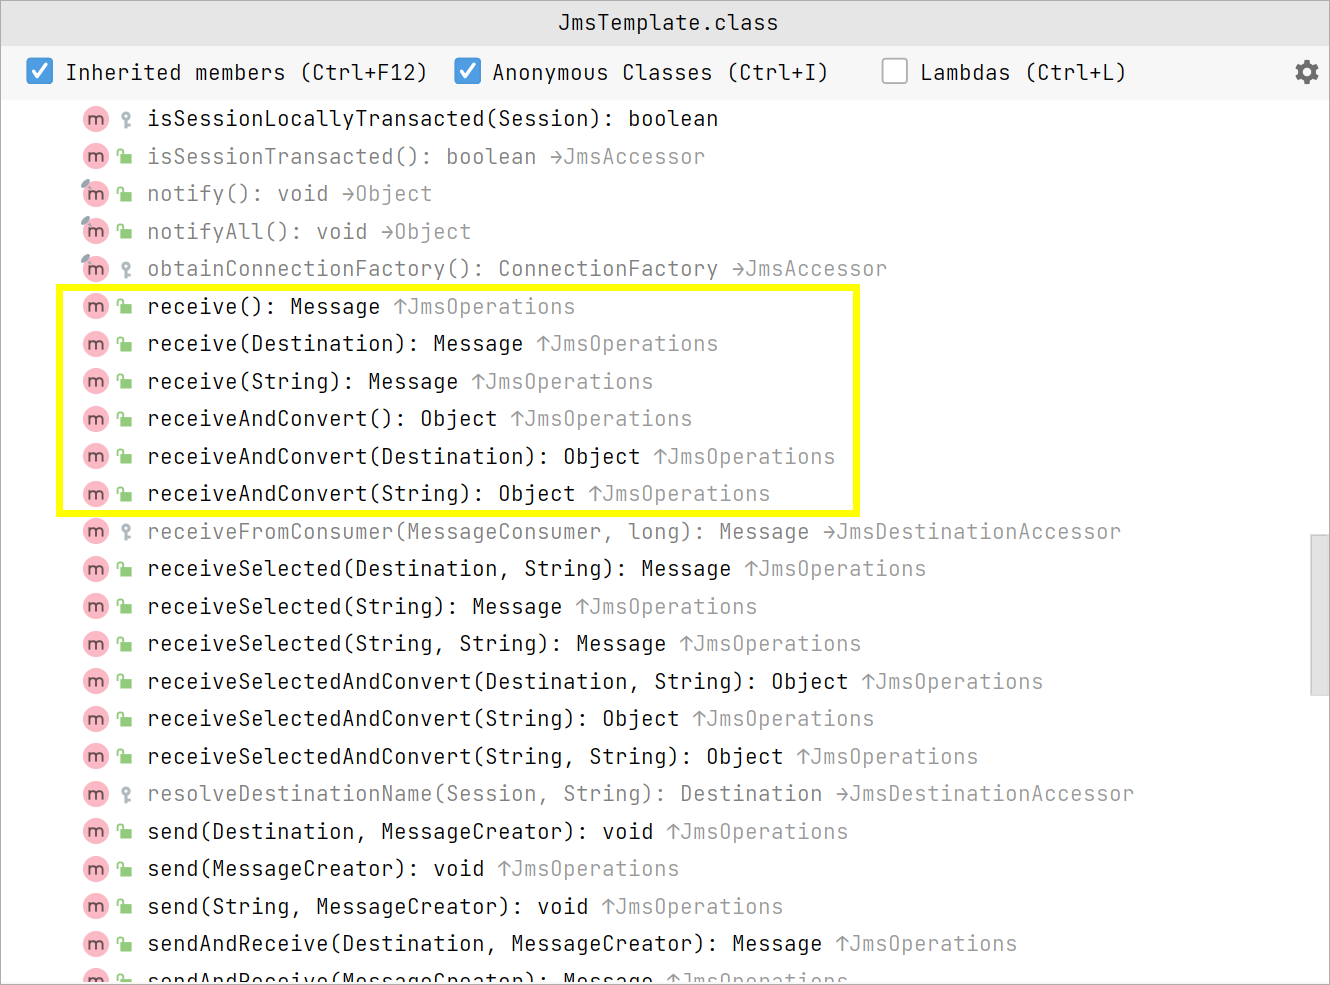 JmsTemplate.class
Inherited members (Ctrl+F12) Anonymous Classes (Ctrl+I) Lambdas (Ctrl+L)
m isSessionLocallyTransacted(Session): boolean
m isSessionTransacted(): boolean →JmsAccessor
m notify(): void →Object
m notifyAll(): void →Object
m obtainConnectionFactory(): ConnectionFactory →JmsAccessor
m receive(): Message ↑JmsOperations
m receive(Destination): Message ↑JmsOperations
m receive(String): Message ↑JmsOperations
m receiveAndConvert(): Object ↑JmsOperations
m receiveAndConvert(Destination): Object ↑JmsOperations
m receiveAndConvert(String): Object ↑JmsOperations
m receiveFromConsumer(MessageConsumer, long): Message →JmsDestinationAccessor
m receiveSelected(Destination, String): Message ↑JmsOperations
m receiveSelected(String): Message ↑JmsOperations
m receiveSelected(String, String): Message ↑JmsOperations
m receiveSelectedAndConvert(Destination, String): Object ↑JmsOperations
m receiveSelectedAndConvert(String): Object ↑JmsOperations
m receiveSelectedAndConvert(String, String): Object ↑JmsOperations
m resolveDestinationName(Session, String): Destination →JmsDestinationAccessor
m send(Destination, MessageCreator): void ↑JmsOperations
m send(MessageCreator): void ↑JmsOperations
m send(String, MessageCreator): void ↑JmsOperations
m sendAndReceive(Destination, MessageCreator): Message ↑JmsOperations
m sendAndReceive(MessageCreator): Message ↑JmsOperations